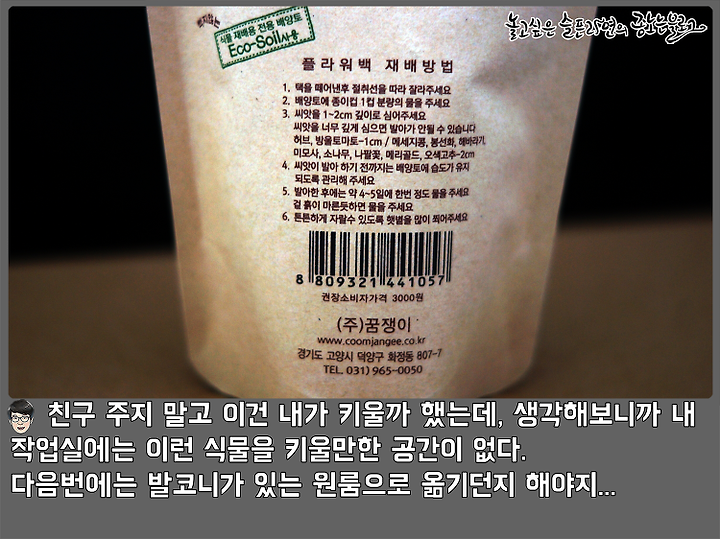 놀고싶은 슬픔라면의
식물 재배용 전용 배양토
Eco-Soil사용
플라워백 재배방법
1. 택을 떼어낸후 절취선을 따라 잘라주세요
2. 배양토에 종이컵 1컵 분량의 물을 주세요
3. 씨앗을 1~2cm 깊이로 심어주세요
씨앗을 너무 깊게 심으면 발아가 안될 수 있습니다
허브, 방울토마토-1cm / 메세지콩, 봉선화, 해바라기,
미모사, 소나무, 나팔꽃, 메리골드, 오색고추-2cm
4. 씨앗이 발아 하기 전까지는 배양토에 습도가 유지
되도록 관리해 주세요
5. 발아한 후에는 약 4~5일에 한번 정도 물을 주세요
겉 흙이 마른듯하면 물을 주세요
6. 튼튼하게 자랄수 있도록 햇볕을 많이 쬐어주세요
8 809321 441057
권장소비자가격 3000원
(주)꿈쟁이
www.coomjangee.co.kr
경기도 고양시 덕양구 화정동 807-7
TEL. 031) 965-0050
친구 주지 말고 이건 내가 키울까 했는데, 생각해보니까 내
작업실에는 이런 식물을 키울만한 공간이 없다.
다음번에는 발코니가 있는 원룸으로 옮기던지 해야지...